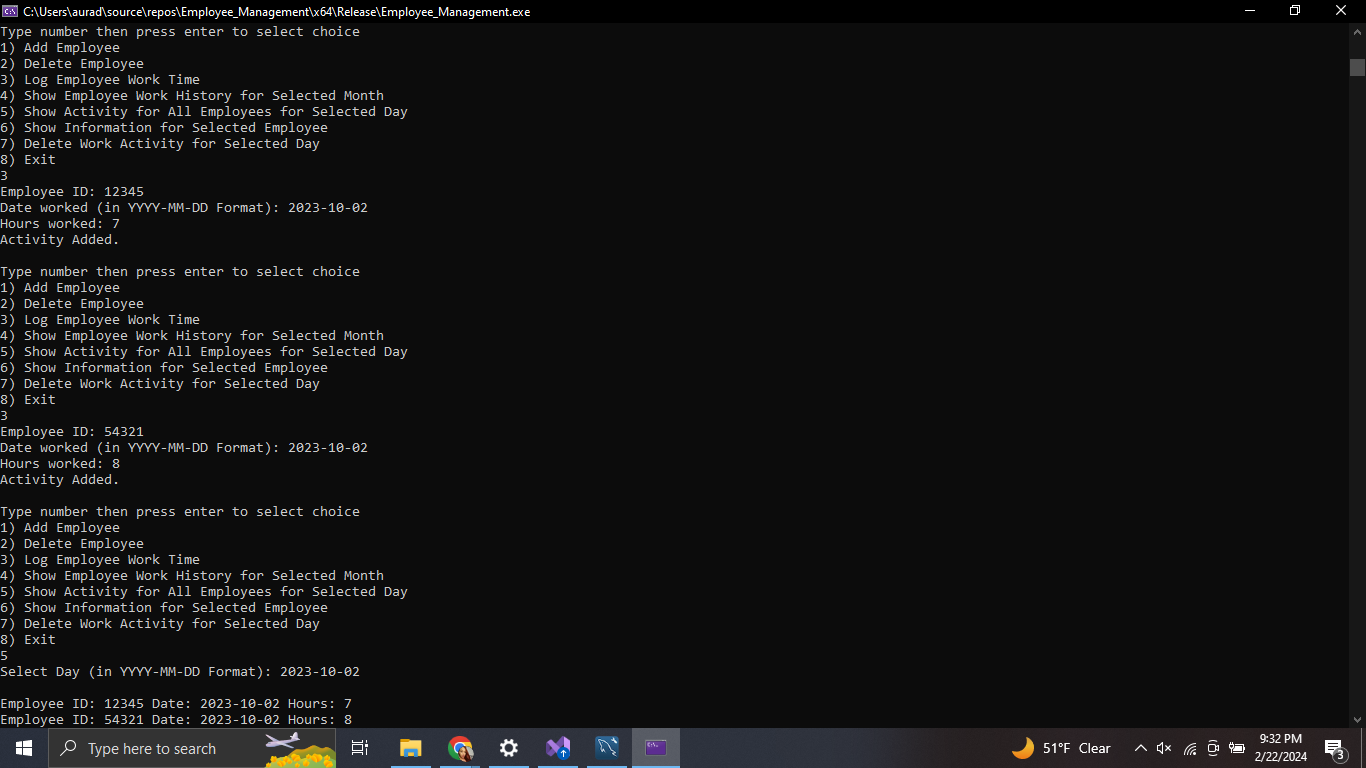 C:\Users\aurad\source\repos\Employee_Management\x64\Release\Employee_Management.exe
Type number then press enter to select choice
1) Add Employee
2) Delete Employee
3) Log Employee Work Time
4) Show Employee Work History for Selected Month
5) Show Activity for All Employees for Selected Day
6) Show Information for Selected Employee
7) Delete Work Activity for Selected Day
8) Exit
3
Employee ID: 12345
Date worked (in YYYY-MM-DD Format): 2023-10-02
Hours worked: 7
Activity Added.
Type number then press enter to select choice
1) Add Employee
2) Delete Employee
3) Log Employee Work Time
4) Show Employee Work History for Selected Month
5) Show Activity for All Employees for Selected Day
6) Show Information for Selected Employee
7) Delete Work Activity for Selected Day
8) Exit
3
Employee ID: 54321
Date worked (in YYYY-MM-DD Format): 2023-10-02
Hours worked: 8
Activity Added.
Type number then press enter to select choice
1) Add Employee
2) Delete Employee
3) Log Employee Work Time
4) Show Employee Work History for Selected Month
5) Show Activity for All Employees for Selected Day
6) Show Information for Selected Employee
7) Delete Work Activity for Selected Day
8) Exit
5
Select Day (in YYYY-MM-DD Format): 2023-10-02
Employee ID: 12345 Date: 2023-10-02 Hours: 7
Employee ID: 54321 Date: 2023-10-02 Hours: 8
Type here to search
51°F Clear
9:32 PM
2/22/2024
3